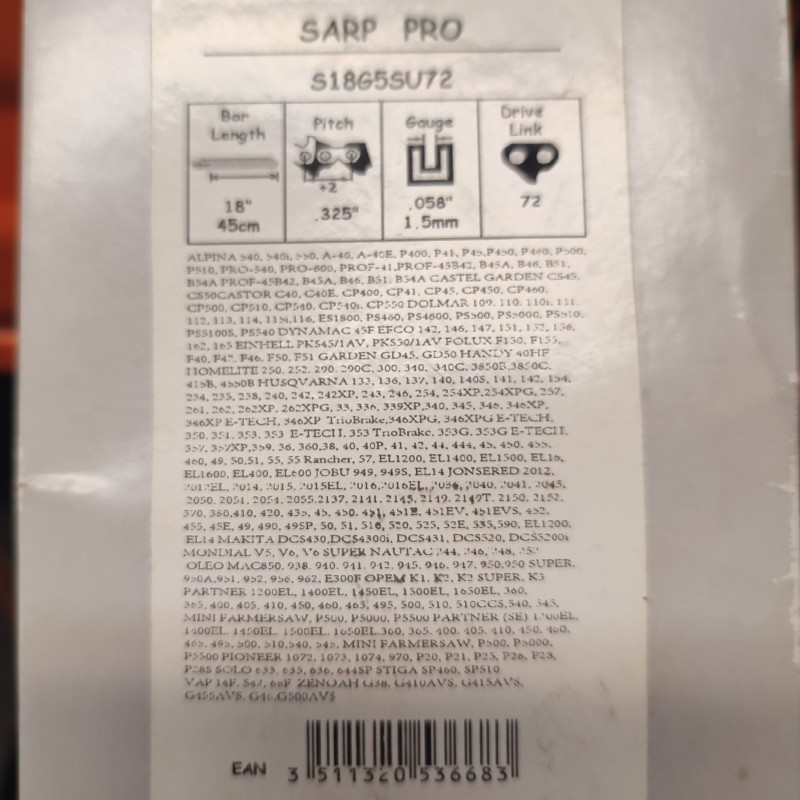 SARP PRO
S18G5SU72
Bar Length
Pitch
Gauge
Drive Link
+2
18"
45cm
.325"
.058"
1.5mm
72
ALPINA 540, 540i, 550, A-40, A-40E, P400, P41, P45,P450, P460, P500,
P510, PRO-540, PRO-600, PROF-41,PROF-45B42, B45A, B46, B51,
B54A PROF-45B42, B45A, B46, B51, B54A CASTEL GARDEN CS45,
CS50CASTOR C40, C40E, CP400, CP41, CP45, CP450, CP460,
CP500, CP510, CP540, CP540i, CP550 DOLMAR 109, 110, 110i, 111,
112, 113, 114, 115i,116, ES1800, PS460, PS4600, PS500, PS5000, PS510,
PS5100S, PS540 DYNAMAC 45F EFCO 142, 146, 147, 151, 152, 156,
162, 165 EINHELL PKS45/1AV, PKS50/1AV FOLUX F150, F155,
F40, F42, F46, F50, F51 GARDEN GD45, GD50 HANDY 40HF
HOMELITE 250, 252, 290, 290C, 300, 340, 340C, 3850B,3850C,
415B, 4550B HUSQVARNA 133, 136, 137, 140, 140S, 141, 142, 154,
234, 235, 238, 240, 242, 242XP, 243, 246, 254, 254XP,254XPG, 257,
261, 262, 262XP, 262XPG, 33, 336, 339XP,340, 345, 346, 346XP,
346XP E-TECH, 346XP TrioBrake,346XPG, 346XPG E-TECH,
350, 351, 353, 353 E-TECH, 353 TrioBrake, 353G, 353G E-TECH,
357, 357XP,359, 36, 360,38, 40, 40P, 41, 42, 44, 444, 45, 450, 455,
460, 49, 50,51, 55, 55 Rancher, 57, EL1200, EL1400, EL1500, EL16,
EL1600, EL400, EL600 JOBU 949, 949S, EL14 JONSERED 2012,
2012EL, 2014, 2015, 2015EL, 2016,2016EL, 2036, 2040, 2041, 2045,
2050, 2051, 2054, 2055,2137, 2141, 2145, 2149, 2149T, 2150, 2152,
370, 380,410, 420, 435, 45, 450, 451, 451E, 451EV, 451EVS, 452,
455, 45E, 49, 490, 49SP, 50, 51, 510, 520, 525, 52E, 535,590, EL1200,
EL14 MAKITA DCS430,DCS4300i, DCS431, DCS520, DCS5200i
MONDIAL V5, V6, V6 SUPER NAUTAC
OLEO MAC850, 938, 940, 941, 942, 945, 946, 947, 950,950 SUPER,
950A,951, 952, 956, 962, E300F OPEM K1, K2, K2 SUPER, K3
PARTNER 1200EL, 1400EL, 1450EL, 1500EL, 1650EL, 360,
365, 400, 405, 410, 450, 460, 465, 495, 500, 510, 510CCS,540, 545,
MINI FARMERSAW, P500, P5000, P5500 PARTNER (SE) 1200EL,
1400EL, 1450EL, 1500EL, 1650EL,360, 365, 400, 405, 410, 450, 460,
465, 495, 500, 510,540, 545, MINI FARMERSAW, P500, P5000,
P5500 PIONEER 1072, 1073, 1074, 970, P20, P21, P25, P26, P28,
P28S SOLO 633, 635, 636, 644SP STIGA SP460, SP510
ZENOAH G38, G410AVS, G415AVS,
G455AVS, G46,G500AVS
EAN 3 511320 536683